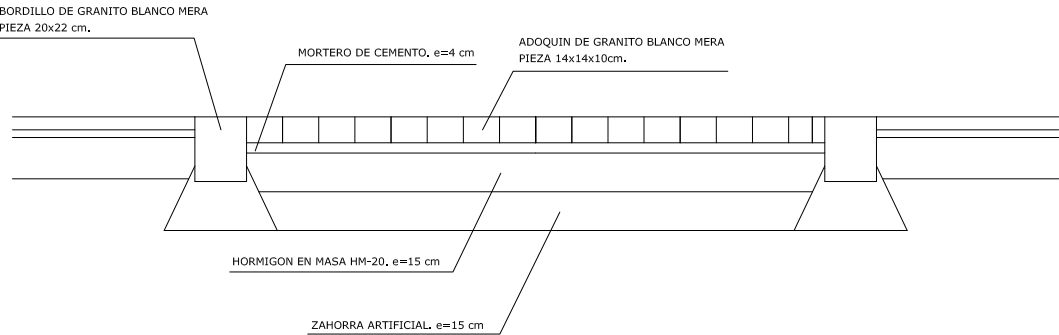 BORDILLO DE GRANITO BLANCO MERA
PIEZA 20x22 cm.
MORTERO DE CEMENTO. e=4 cm
ADOQUIN DE GRANITO BLANCO MERA
PIEZA 14x14x10cm.
HORMIGON EN MASA HM-20. e=15 cm
ZAHORRA ARTIFICIAL. e=15 cm